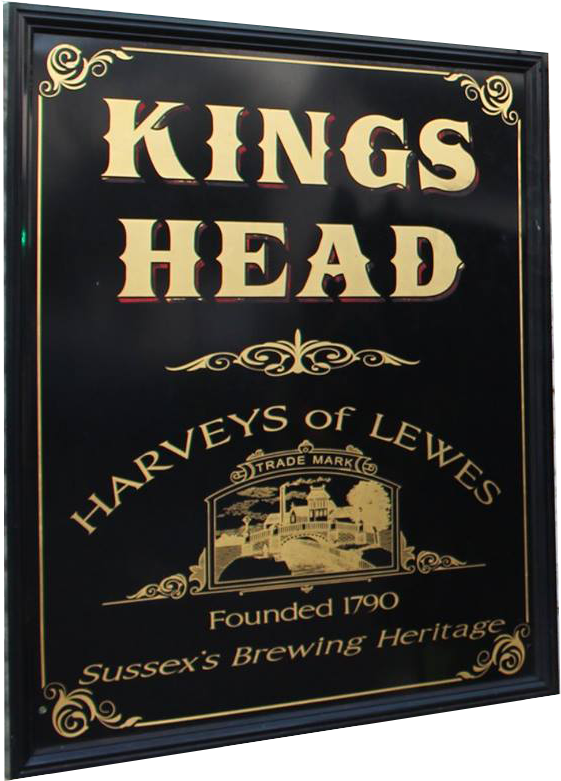 KINGS
HEAD
HARVEYS of LEWES
TRADE MARK
Founded 1790
Sussex's Brewing Heritage